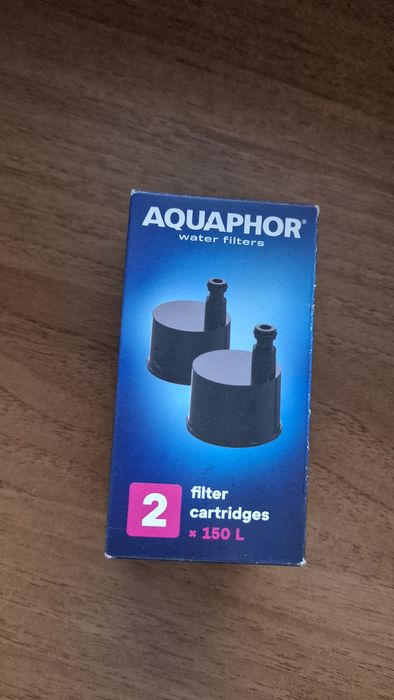 AQUAPHOR®
water filters
2
filter
cartridges
× 150 L